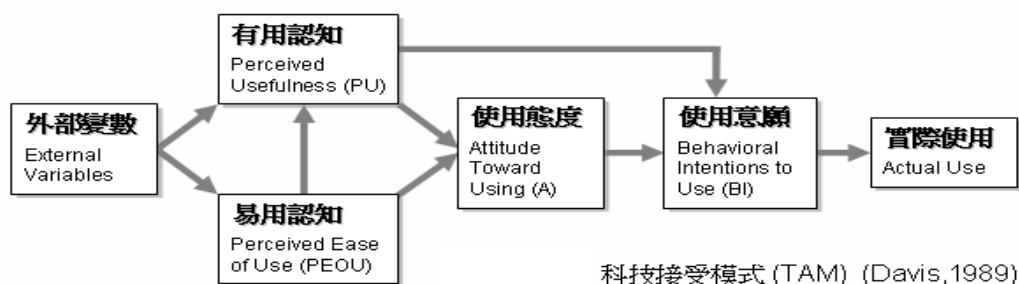 有用認知
Perceived
Usefulness (PU)
外部變數
External
Variables
使用態度
Attitude
Toward
Using (A)
使用意願
Behavioral
Intentions to
Use (BI)
實際使用
Actual Use
易用認知
Perceived Ease
of Use (PEOU)
科技接受模式 (TAM) (Davis,1989)